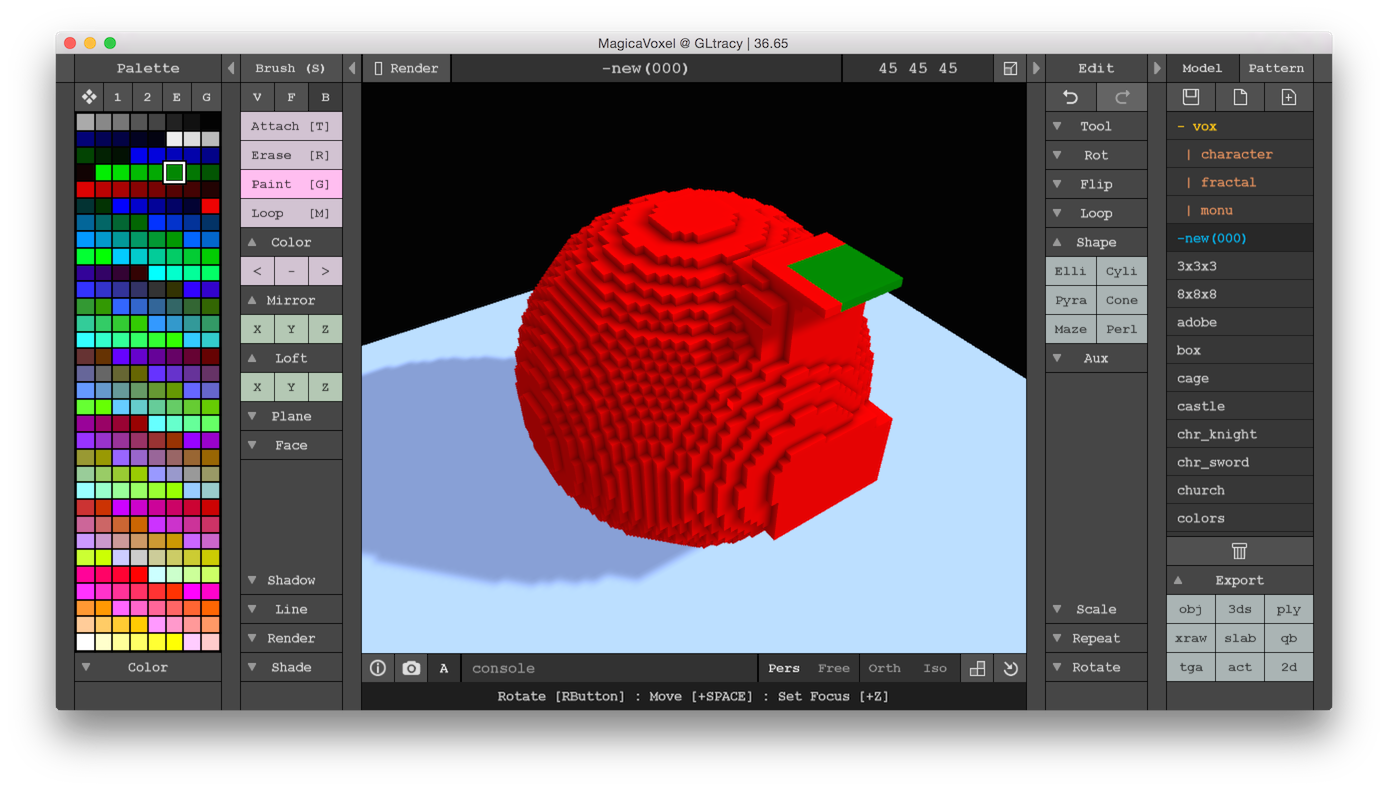 MagicaVoxel @ GLtracy | 36.65
Palette
1 2 E G
Color
Brush (S)
V F B
Attach [T]
Erase [R]
Paint [G]
Loop [M]
Color
< - >
Mirror
X Y Z
Loft
X Y Z
Plane
Face
Shadow
Line
Render
Shade
Render
-new(000)
45 45 45
A console Pers Free Orth Iso
Rotate [RButton] : Move [+SPACE] : Set Focus [+Z]
Edit
Tool
Rot
Flip
Loop
Shape
Elli Cyli
Pyra Cone
Maze Perl
Aux
Scale
Repeat
Rotate
Model Pattern
- vox
| character
| fractal
| monu
-new(000)
3x3x3
8x8x8
adobe
box
cage
castle
chr_knight
chr_sword
church
colors
Export
obj 3ds ply
xraw slab qb
tga act 2d